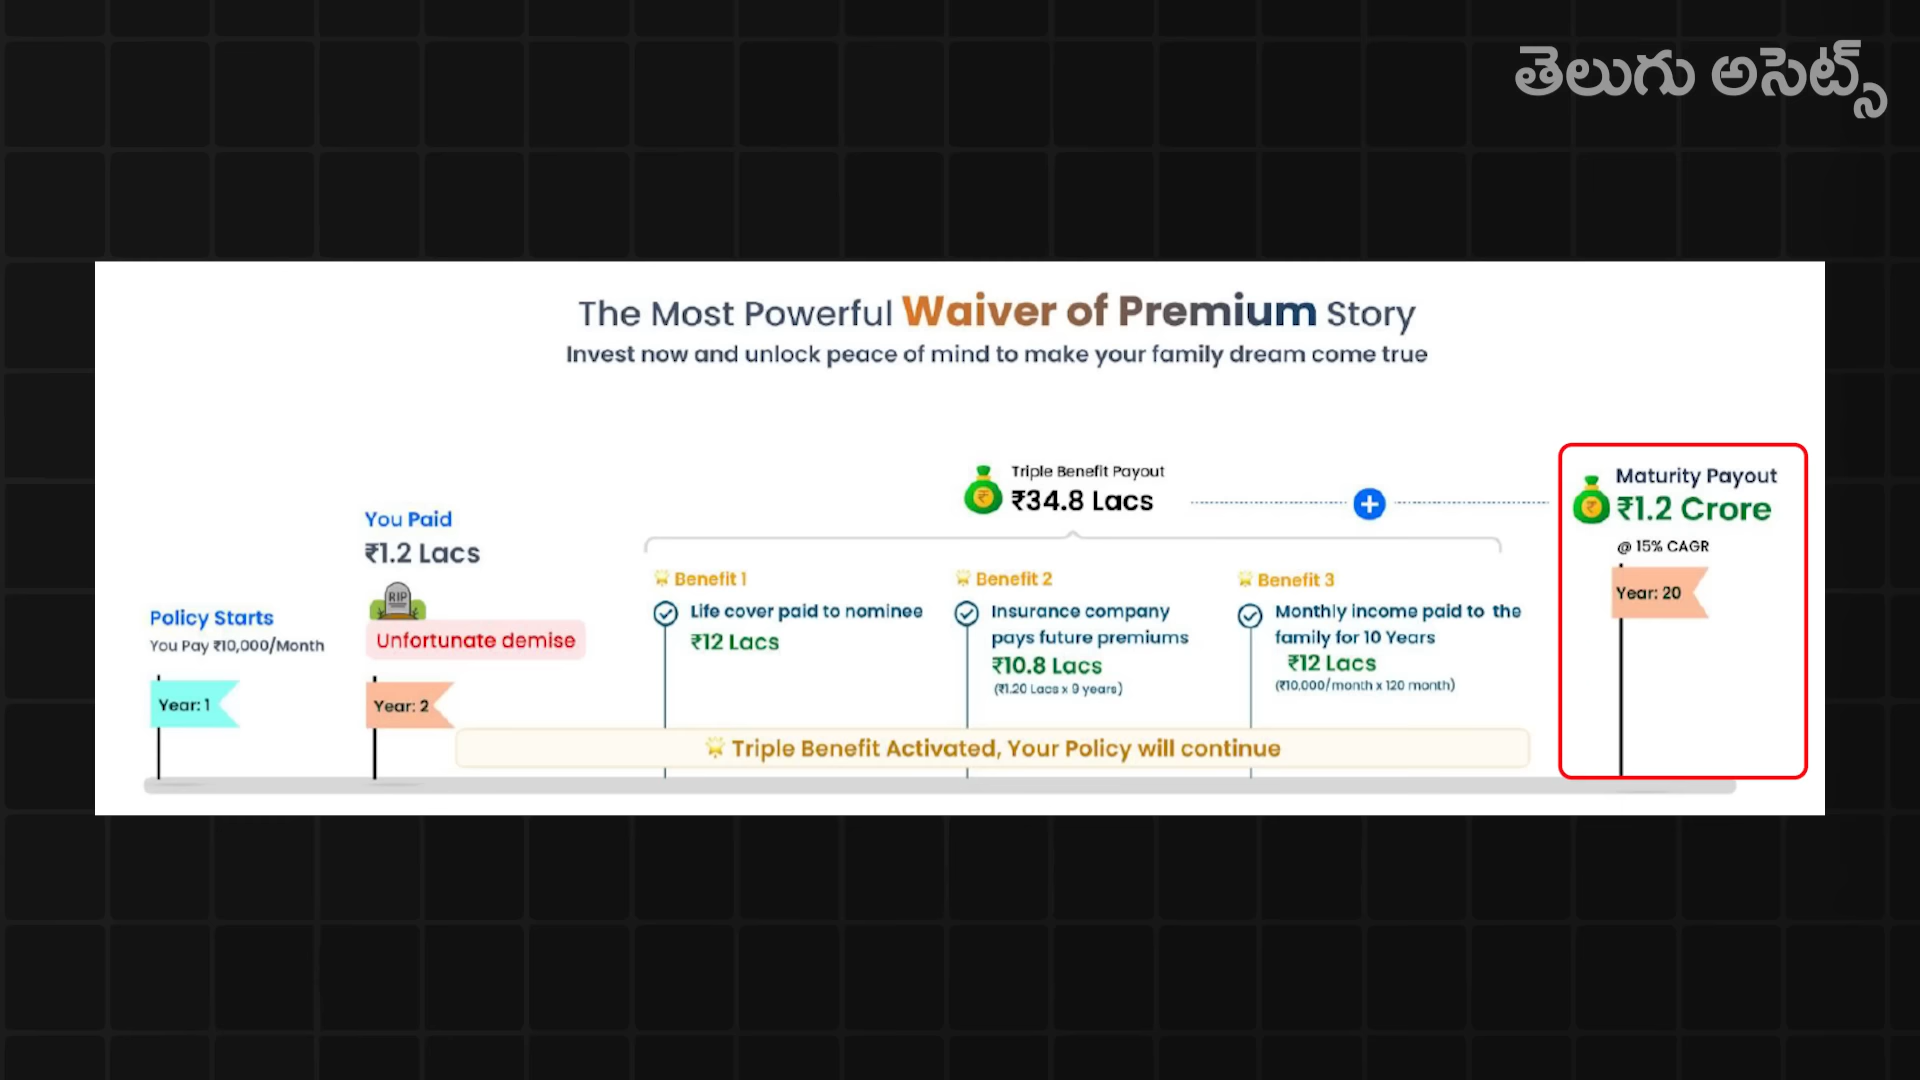 తెలుగు అసెట్స్
The Most Powerful Waiver of Premium Story
Invest now and unlock peace of mind to make your family dream come true
Policy Starts
You Pay ₹10,000/Month
Year: 1
You Paid
₹1.2 Lacs
RIP
Unfortunate demise
Year: 2
Triple Benefit Payout
₹34.8 Lacs
Benefit 1
Life cover paid to nominee
₹12 Lacs
Benefit 2
Insurance company
pays future premiums
₹10.8 Lacs
(₹1.20 Lacs x 9 years)
Benefit 3
Monthly income paid to the
family for 10 Years
₹12 Lacs
(₹10,000/month x 120 month)
Triple Benefit Activated, Your Policy will continue
Maturity Payout
₹1.2 Crore
@ 15% CAGR
Year: 20